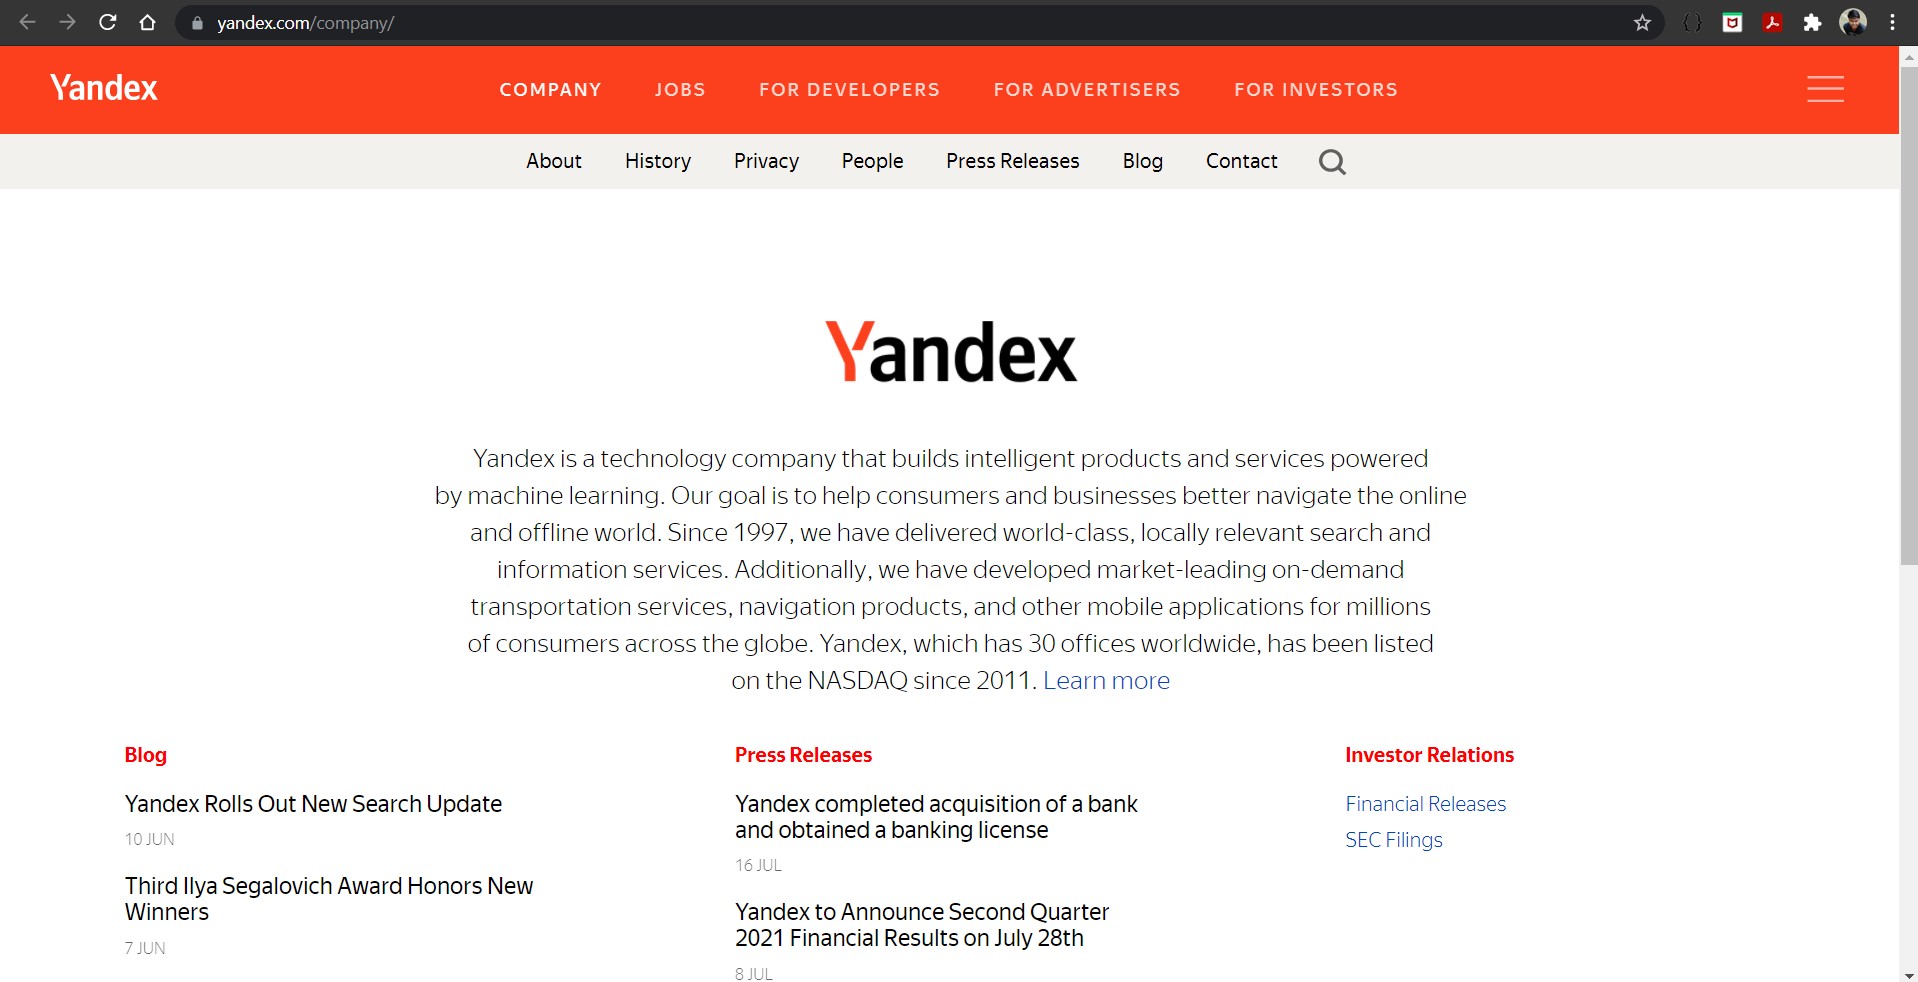 yandex.com/company/
Yandex
COMPANY JOBS FOR DEVELOPERS FOR ADVERTISERS FOR INVESTORS
About History Privacy People Press Releases Blog Contact
Yandex
Yandex is a technology company that builds intelligent products and services powered
by machine learning. Our goal is to help consumers and businesses better navigate the online
and offline world. Since 1997, we have delivered world-class, locally relevant search and
information services. Additionally, we have developed market-leading on-demand
transportation services, navigation products, and other mobile applications for millions
of consumers across the globe. Yandex, which has 30 offices worldwide, has been listed
on the NASDAQ since 2011. Learn more
Blog
Yandex Rolls Out New Search Update
10 JUN
Third Ilya Segalovich Award Honors New
Winners
7 JUN
Press Releases
Yandex completed acquisition of a bank
and obtained a banking license
16 JUL
Yandex to Announce Second Quarter
2021 Financial Results on July 28th
8 JUL
Investor Relations
Financial Releases
SEC Filings